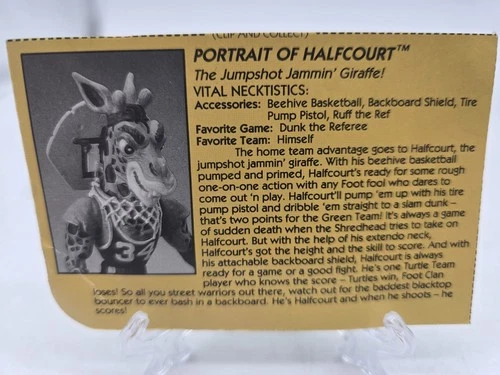 (CLIP AND COLLECT)
PORTRAIT OF HALFCOURT™
The Jumpshot Jammin' Giraffe!
VITAL NECKTISTICS:
Accessories: Beehive Basketball, Backboard Shield, Tire
Pump Pistol, Ruff the Ref
Favorite Game: Dunk the Referee
Favorite Team: Himself
The home team advantage goes to Halfcourt, the
jumpshot jammin' giraffe. With his beehive basketball
pumped and primed, Halfcourt's ready for some rough
one-on-one action with any Foot fool who dares to
come out 'n play. Halfcourt'll pump 'em up with his tire
pump pistol and dribble 'em straight to a slam dunk –
that's two points for the Green Team! It's always a game
of sudden death when the Shredhead tries to take on
Halfcourt. But with the help of his extendo neck,
Halfcourt's got the height and the skill to score. And with
his attachable backboard shield, Halfcourt is always
ready for a game or a good fight. He's one Turtle Team
player who knows the score – Turtles win, Foot Clan
loses! So all you street warriors out there, watch out for the baddest blacktop
bouncer to ever bash in a backboard. He's Halfcourt and when he shoots – he
scores!
3